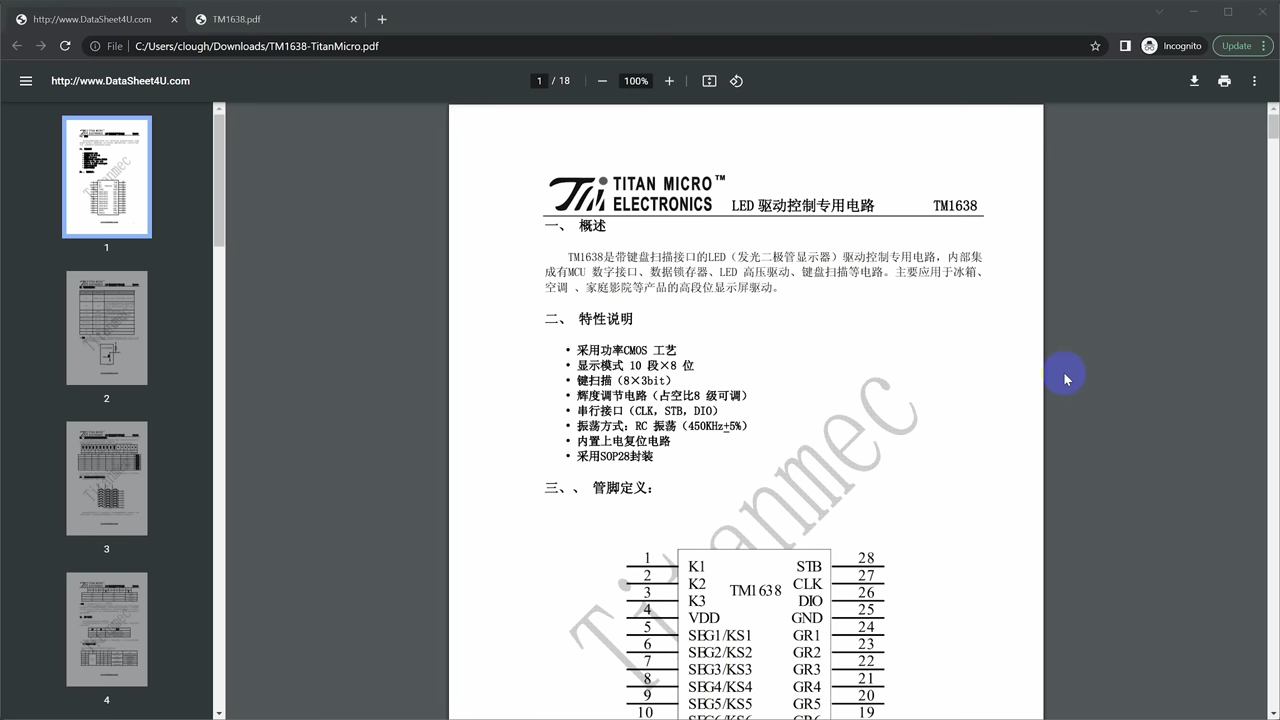 http://www.DataSheet4U.com
TM1638.pdf
File
C:/Users/clough/Downloads/TM1638-TitanMicro.pdf
Incognito
Update
http://www.DataSheet4U.com
1 / 18
100%
TITAN MICRO™
ELECTRONICS
LED 驱动控制专用电路
TM1638
一、 概述
TM1638是带键盘扫描接口的LED（发光二极管显示器）驱动控制专用电路，内部集
成有MCU 数字接口、数据锁存器、LED 高压驱动、键盘扫描等电路。主要应用于冰箱、
空调 、家庭影院等产品的高段位显示屏驱动。
二、 特性说明
• 采用功率CMOS 工艺
• 显示模式 10 段×8 位
• 键扫描（8×3bit）
• 辉度调节电路（占空比8 级可调）
• 串行接口（CLK，STB，DIO）
• 振荡方式：RC 振荡（450KHz±5%）
• 内置上电复位电路
• 采用SOP28封装
三、、 管脚定义：
Titanmec
TM1638
1 K1 STB 28
2 K2 CLK 27
3 K3 DIO 26
4 VDD GND 25
5 SEG1/KS1 GR1 24
6 SEG2/KS2 GR2 23
7 SEG3/KS3 GR3 22
8 SEG4/KS4 GR4 21
9 SEG5/KS5 GR5 20
10 SEG6/KS6 GR6 19
1
2
3
4